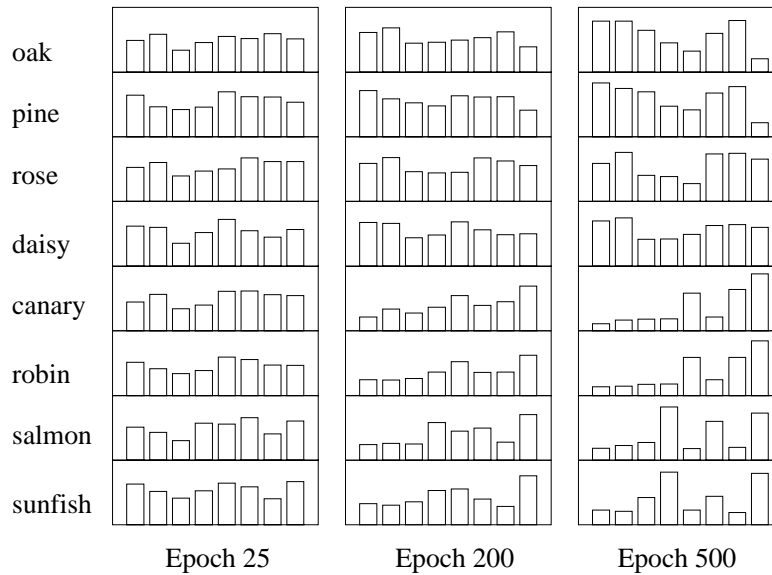 oak
pine
rose
daisy
canary
robin
salmon
sunfish
Epoch 25 Epoch 200 Epoch 500